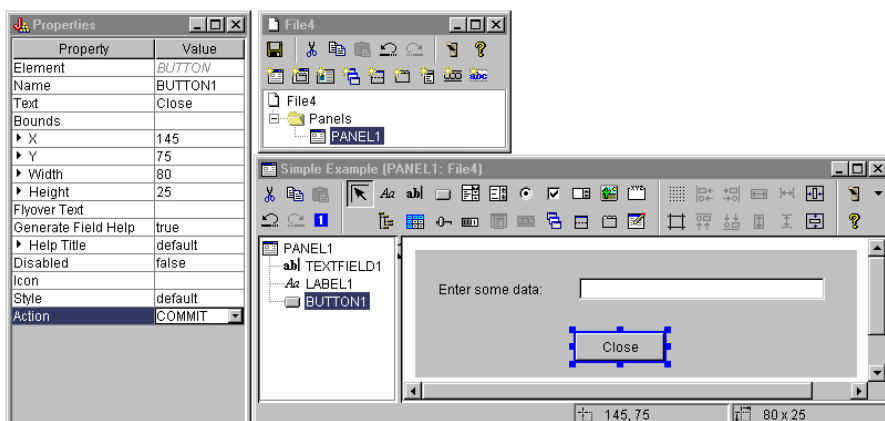 Properties
Property Value
Element BUTTON
Name BUTTON1
Text Close
Bounds
X 145
Y 75
Width 80
Height 25
Flyover Text
Generate Field Help true
Help Title default
Disabled false
Icon
Style default
Action COMMIT
File4
File4
Panels
PANEL1
Simple Example (PANEL1: File4)
PANEL1
TEXTFIELD1
LABEL1
BUTTON1
Enter some data:
Close
145, 75 80 x 25